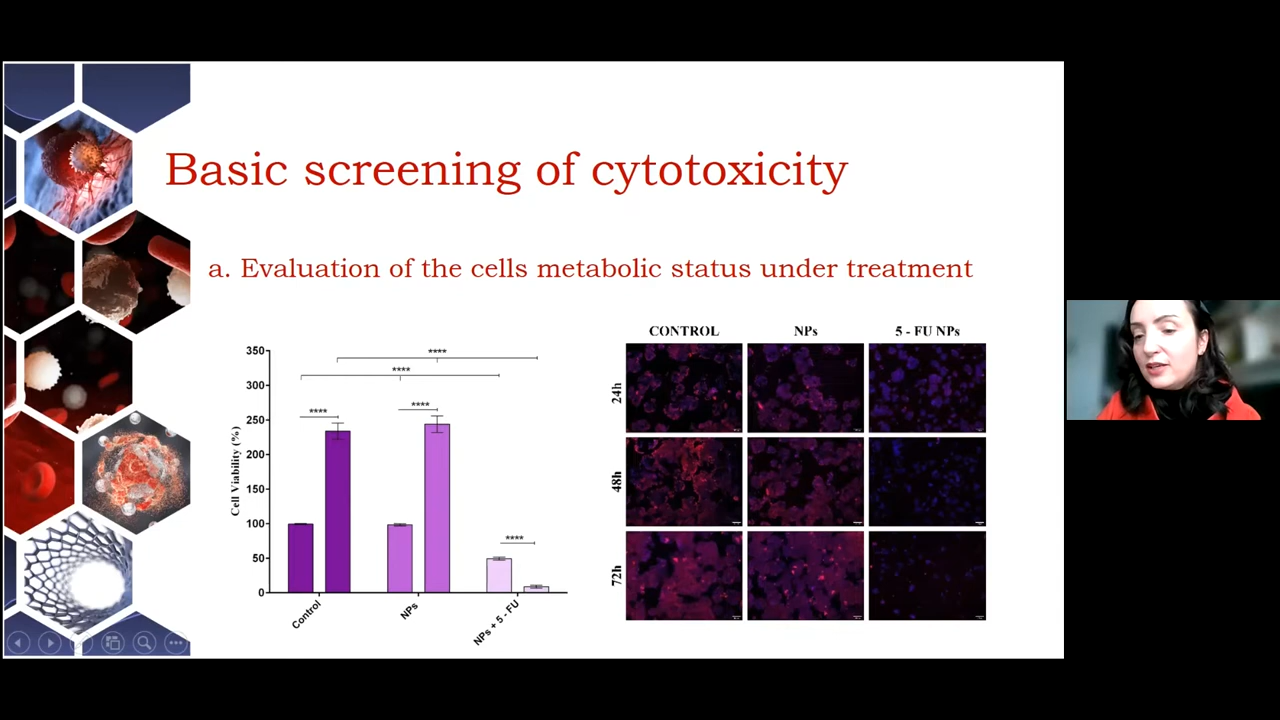 Basic screening of cytotoxicity
a. Evaluation of the cells metabolic status under treatment
Cell Viability (%)
350
300
250
200
150
100
50
0
****
****
****
****
****
Control
NPs
NPs + 5 - FU
CONTROL NPs 5 - FU NPs
24h
48h
72h